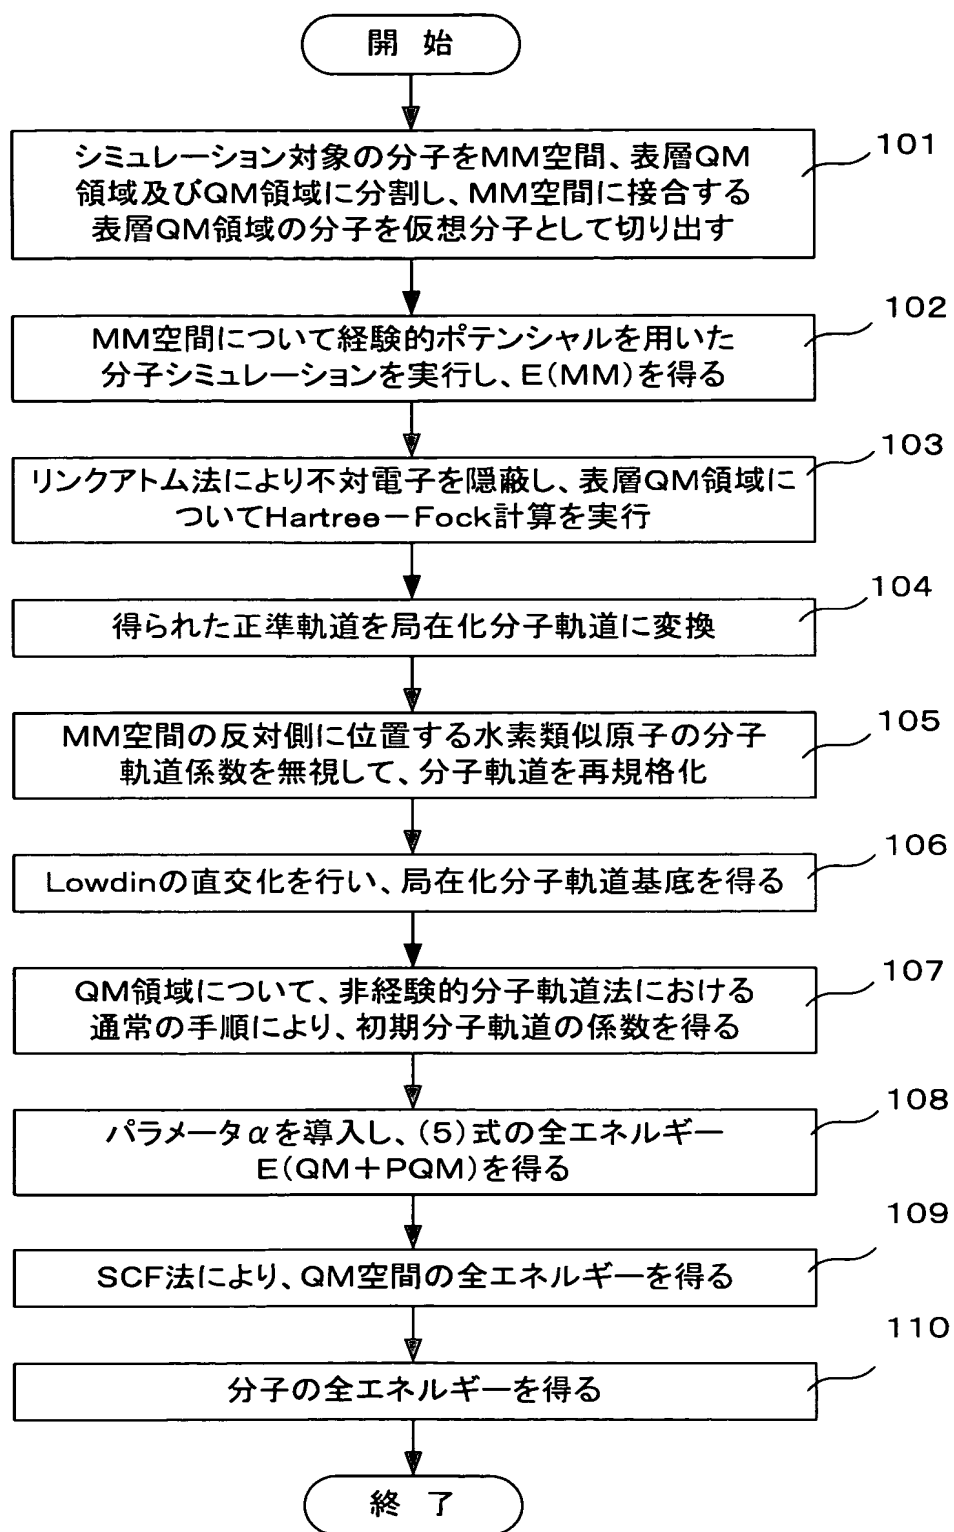 開 始
シミュレーション対象の分子をMM空間、表層QM
領域及びQM領域に分割し、MM空間に接合する
表層QM領域の分子を仮想分子として切り出す
101
MM空間について経験的ポテンシャルを用いた
分子シミュレーションを実行し、E(MM)を得る
102
リンクアトム法により不対電子を隠蔽し、表層QM領域に
ついてHartree-Fock計算を実行
103
得られた正準軌道を局在化分子軌道に変換
104
MM空間の反対側に位置する水素類似原子の分子
軌道係数を無視して、分子軌道を再規格化
105
Lowdinの直交化を行い、局在化分子軌道基底を得る
106
QM領域について、非経験的分子軌道法における
通常の手順により、初期分子軌道の係数を得る
107
パラメータαを導入し、(5)式の全エネルギー
E(QM+PQM)を得る
108
SCF法により、QM空間の全エネルギーを得る
109
分子の全エネルギーを得る
110
終 了